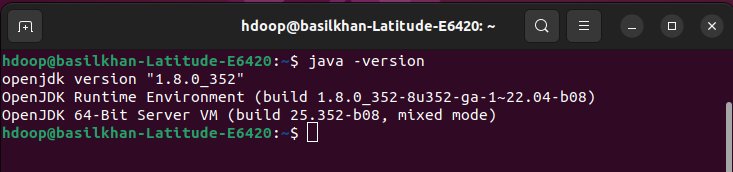 hdoop@basilkhan-Latitude-E6420: ~
hdoop@basilkhan-Latitude-E6420:~$ java -version
openjdk version "1.8.0_352"
OpenJDK Runtime Environment (build 1.8.0_352-8u352-ga-1~22.04-b08)
OpenJDK 64-Bit Server VM (build 25.352-b08, mixed mode)
hdoop@basilkhan-Latitude-E6420:~$